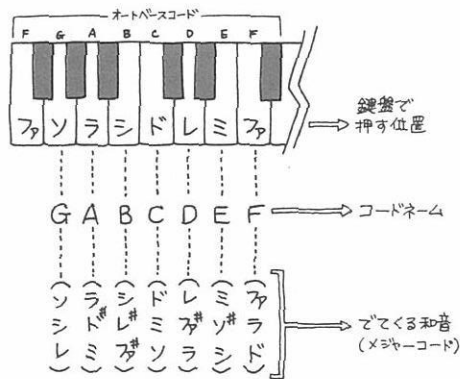 オートベースコード
F G A B C D E F
ファ ソ ラ シ ド レ ミ ファ
鍵盤で
押す位置
G A B C D E F
コードネーム
(ソシレ) (ラド#ミ) (シレ#ファ#) (ドミソ) (レファ#ラ) (ミソ#シ) (ファラド)
でてくる和音
(メジャーコード)